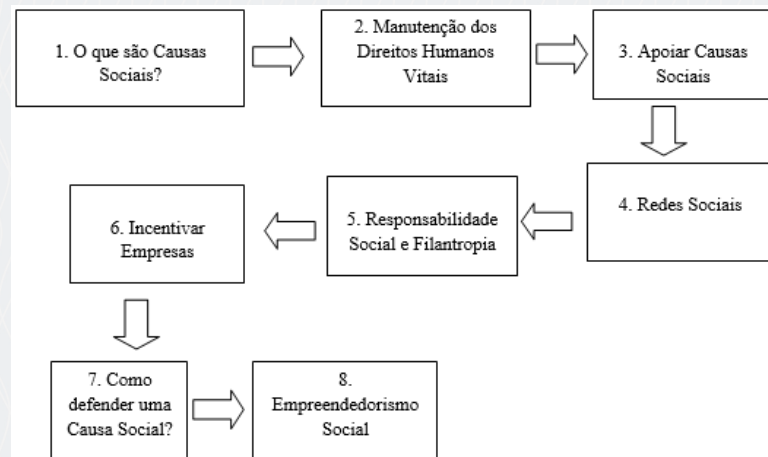 1. O que são Causas
Sociais?
2. Manutenção dos
Direitos Humanos
Vitais
3. Apoiar Causas
Sociais
4. Redes Sociais
5. Responsabilidade
Social e Filantropia
6. Incentivar
Empresas
7. Como
defender uma
Causa Social?
8.
Empreendedorismo
Social